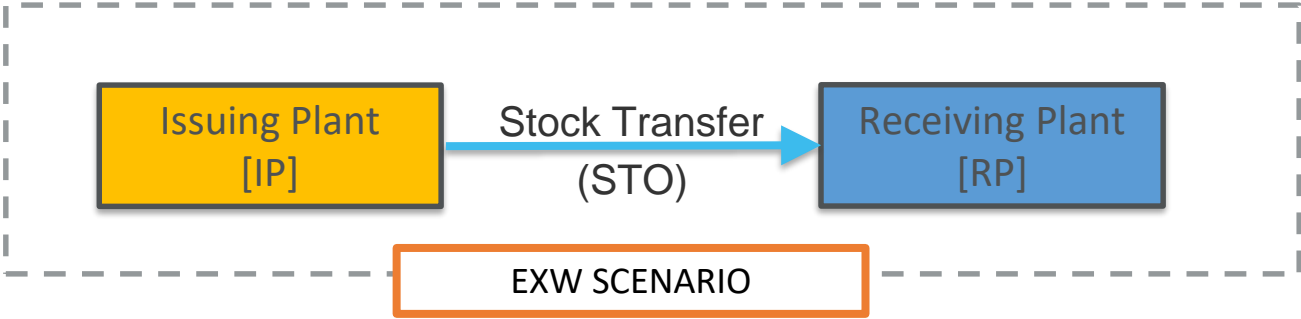 Issuing Plant
[IP]
Stock Transfer
(STO)
Receiving Plant
[RP]
EXW SCENARIO